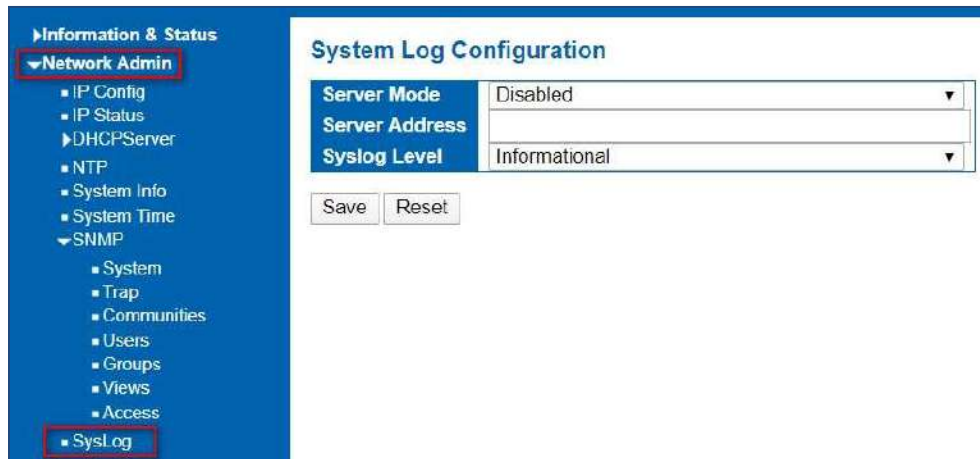 Information & Status
Network Admin
IP Config
IP Status
DHCPServer
NTP
System Info
System Time
SNMP
System
Trap
Communities
Users
Groups
Views
Access
SysLog
System Log Configuration
Server Mode Disabled
Server Address
Syslog Level Informational
Save Reset